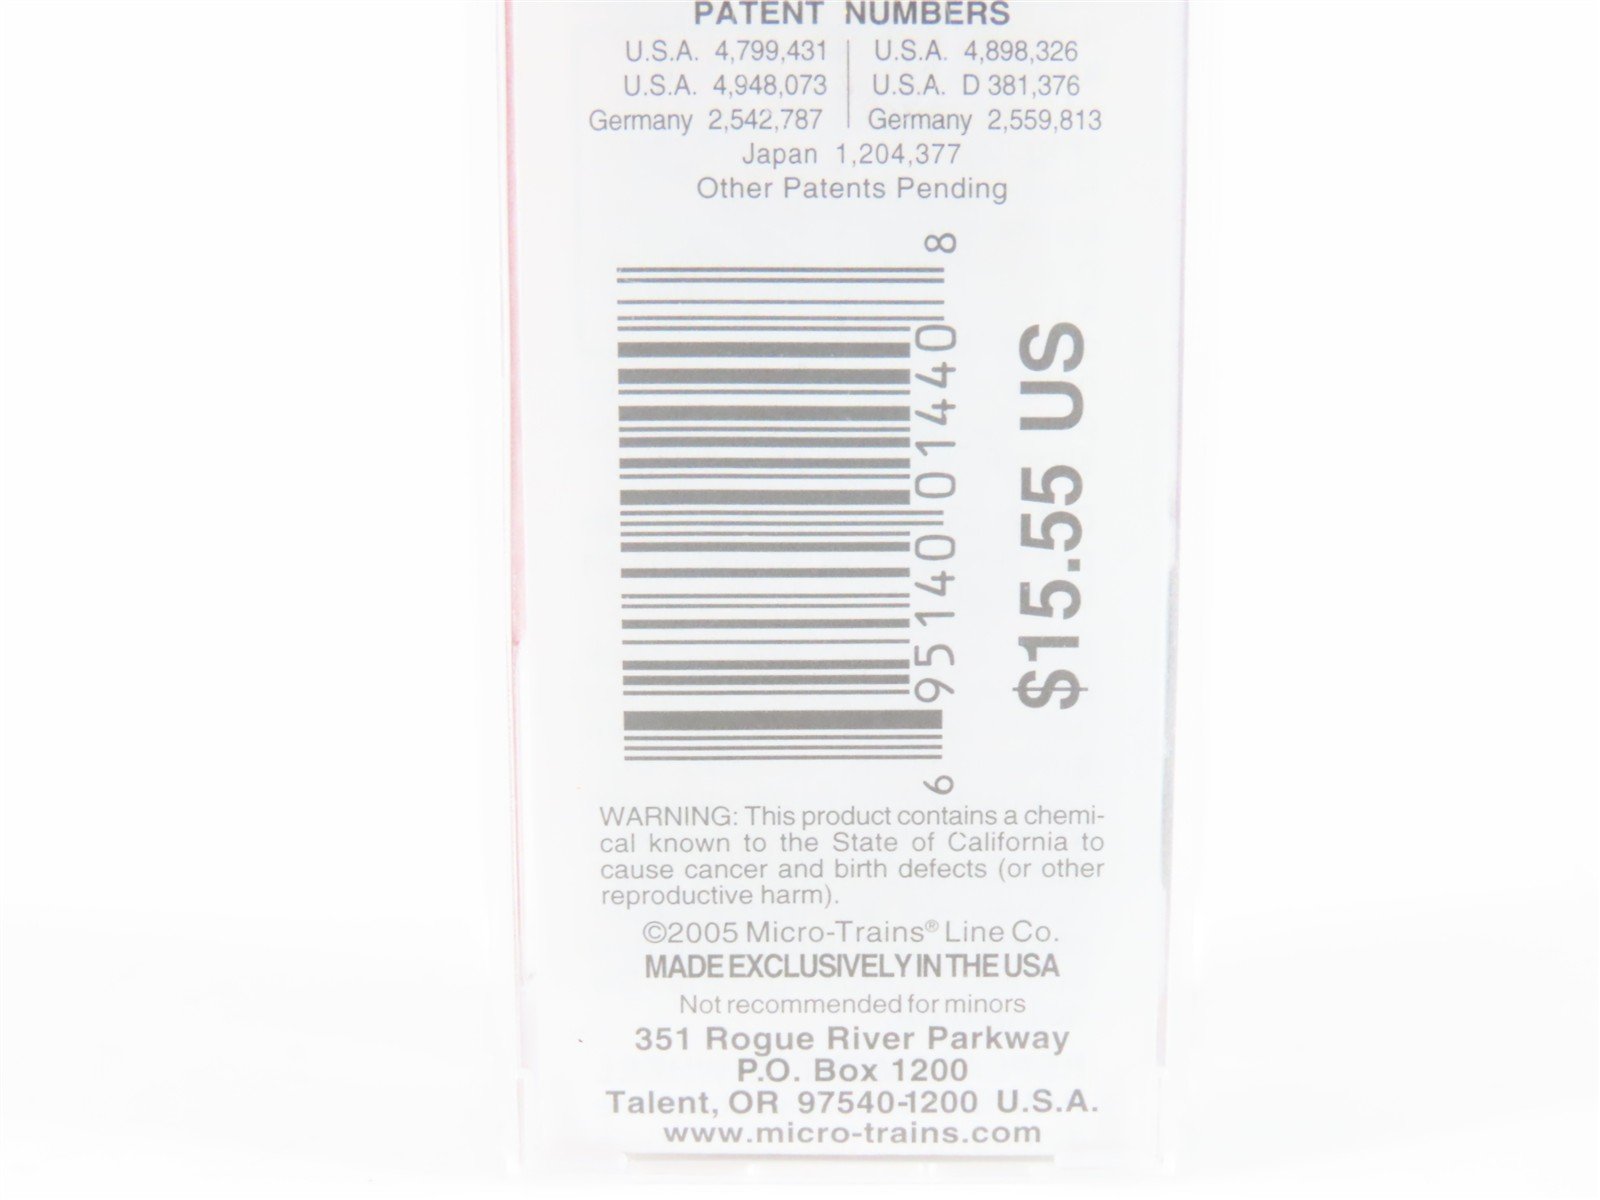 PATENT NUMBERS
U.S.A. 4,799,431 U.S.A. 4,898,326
U.S.A. 4,948,073 U.S.A. D 381,376
Germany 2,542,787 Germany 2,559,813
Japan 1,204,377
Other Patents Pending
6 95140 01440 8
$15.55 US
WARNING: This product contains a chemi-
cal known to the State of California to
cause cancer and birth defects (or other
reproductive harm).
©2005 Micro-Trains® Line Co.
MADE EXCLUSIVELY IN THE USA
Not recommended for minors
351 Rogue River Parkway
P.O. Box 1200
Talent, OR 97540-1200 U.S.A.
www.micro-trains.com